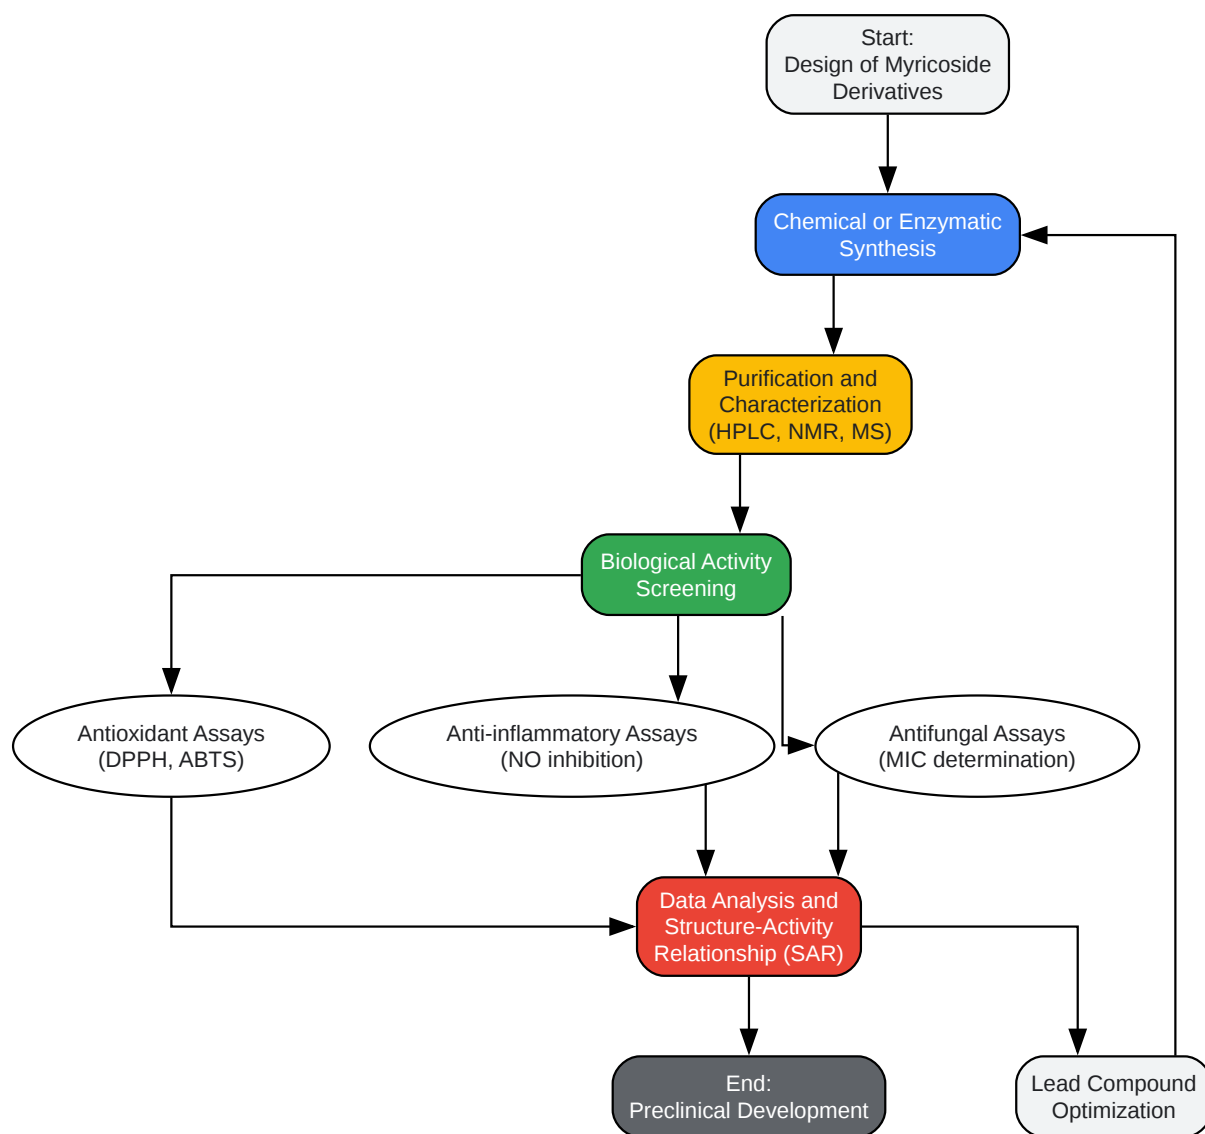 Start:
Design of Myricoside
Derivatives
Chemical or Enzymatic
Synthesis
Purification and
Characterization
(HPLC, NMR, MS)
Biological Activity
Screening
Antioxidant Assays
(DPPH, ABTS)
Anti-inflammatory Assays
(NO inhibition)
Antifungal Assays
(MIC determination)
Data Analysis and
Structure-Activity
Relationship (SAR)
End:
Preclinical Development
Lead Compound
Optimization